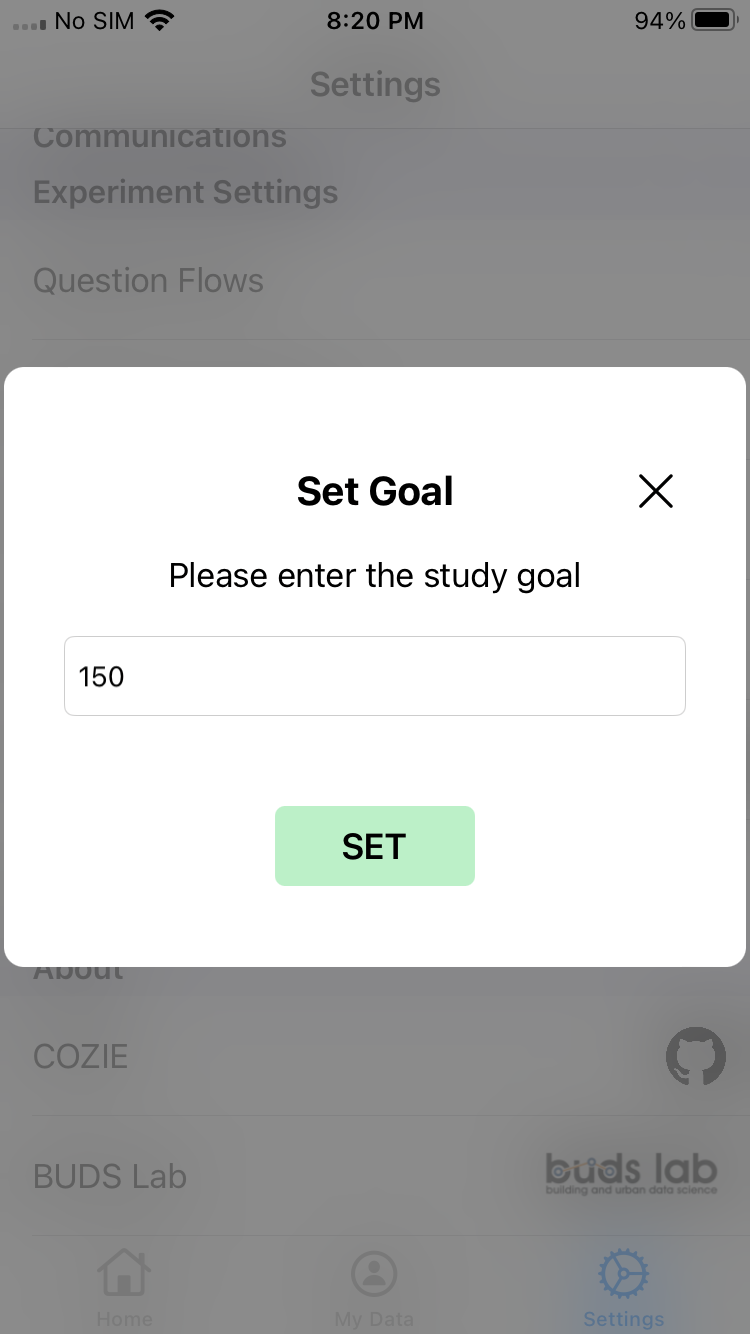 No SIM 8:20 PM 94%
Settings
Communications
Experiment Settings
Question Flows
Set Goal
Please enter the study goal
150
SET
About
COZIE
BUDS Lab
buds lab
building and urban data science
Home My Data Settings